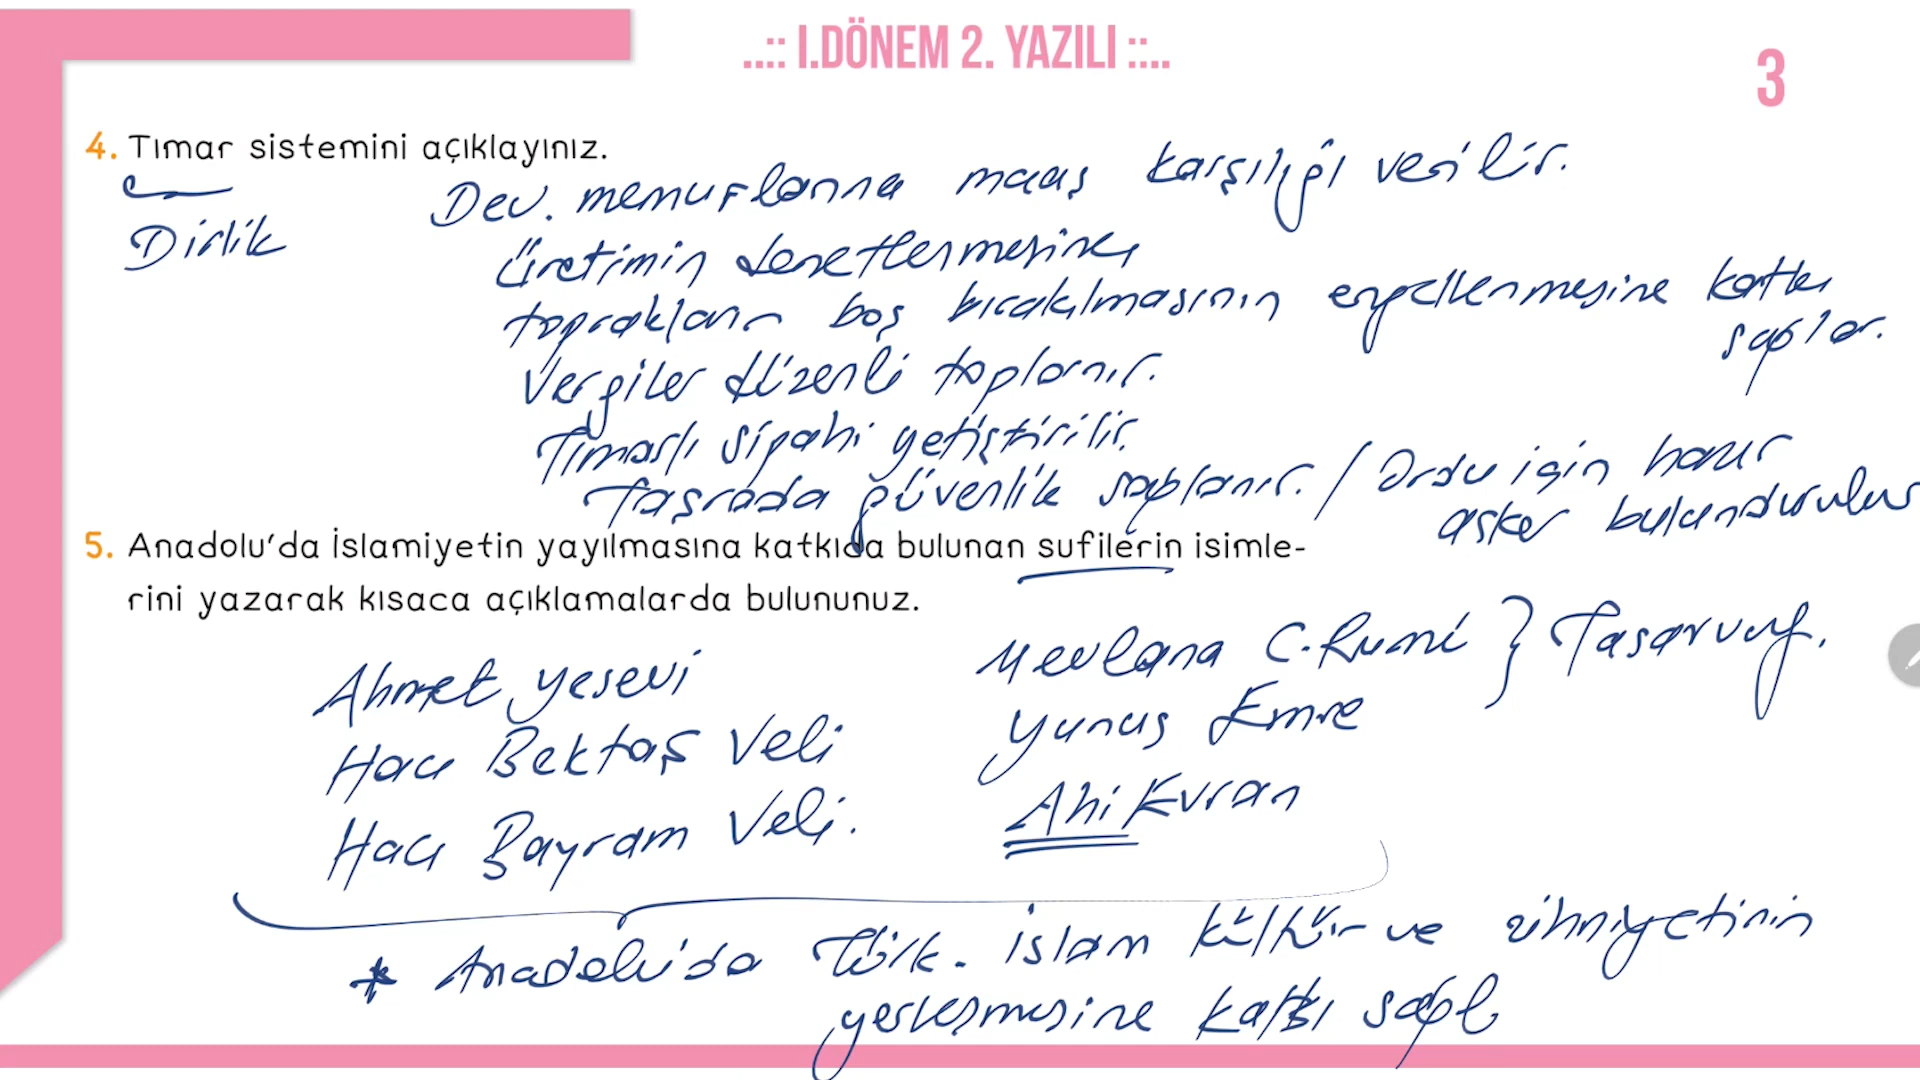 ..:: I.DÖNEM 2. YAZILI ::..
3
4. Tımar sistemini açıklayınız.
Dirlik
Dev. memurlarına maaş karşılığı verilir.
Üretimin denetlenmesine,
toprakların boş bırakılmasının engellenmesine katkı
sağlar.
Vergiler düzenli toplanır.
Tımarlı sipahi yetiştirilir.
Taşrada güvenlik sağlanır. / Ordu için hazır
asker bulundurulur
5. Anadolu'da İslamiyetin yayılmasına katkıda bulunan sufilerin isimle-
rini yazarak kısaca açıklamalarda bulununuz.
Ahmet Yesevi
Hacı Bektaş Veli
Hacı Bayram Veli.
Mevlana C. Rumi } Tasavvuf.
Yunus Emre
Ahi Evran
* Anadolu'da Türk. İslam kültür ve zihniyetinin
yerleşmesine katkı sağl